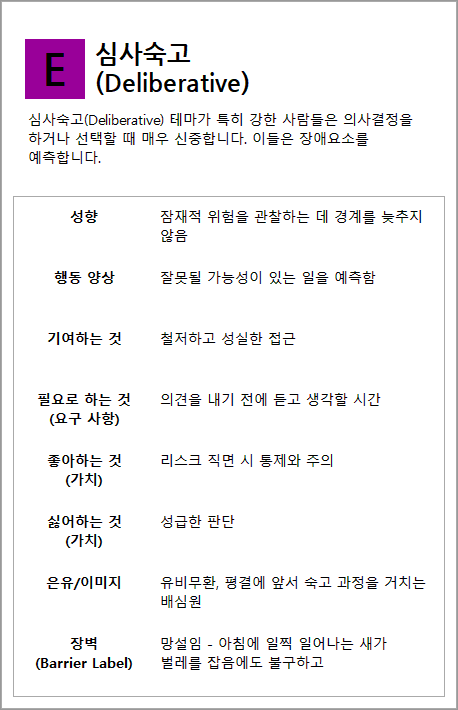 E
심사숙고
(Deliberative)
심사숙고(Deliberative) 테마가 특히 강한 사람들은 의사결정을
하거나 선택할 때 매우 신중합니다. 이들은 장애요소를
예측합니다.
성향
잠재적 위험을 관찰하는 데 경계를 늦추지
않음
행동 양상
잘못될 가능성이 있는 일을 예측함
기여하는 것
철저하고 성실한 접근
필요로 하는 것
(요구 사항)
의견을 내기 전에 듣고 생각할 시간
좋아하는 것
(가치)
리스크 직면 시 통제와 주의
싫어하는 것
(가치)
성급한 판단
은유/이미지
유비무환, 평결에 앞서 숙고 과정을 거치는
배심원
장벽
(Barrier Label)
망설임 - 아침에 일찍 일어나는 새가
벌레를 잡음에도 불구하고